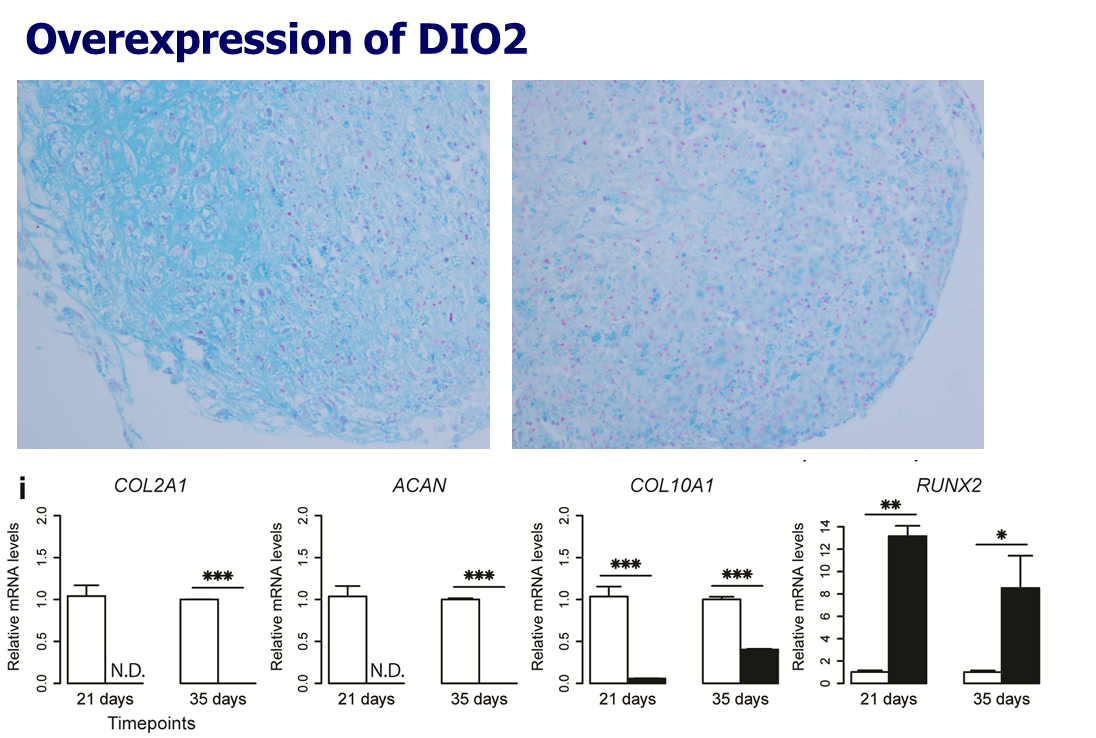 Overexpression of DIO2
i
COL2A1
ACAN
COL10A1
RUNX2
Relative mRNA levels
2.0
1.5
1.0
0.5
0.0
N.D.
***
21 days
35 days
Timepoints
Relative mRNA levels
2.0
1.5
1.0
0.5
0.0
N.D.
***
21 days
35 days
Relative mRNA levels
2.0
1.5
1.0
0.5
0.0
***
***
21 days
35 days
Relative mRNA levels
14
12
10
8
6
4
2
0
**
*
21 days
35 days